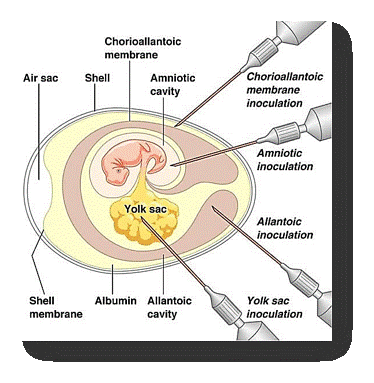 Chorioallantoic
membrane
Air sac
Shell
Amniotic
cavity
Chorioallantoic
membrane
inoculation
Amniotic
inoculation
Yolk sac
Allantoic
inoculation
Shell
membrane
Albumin
Allantoic
cavity
Yolk sac
inoculation